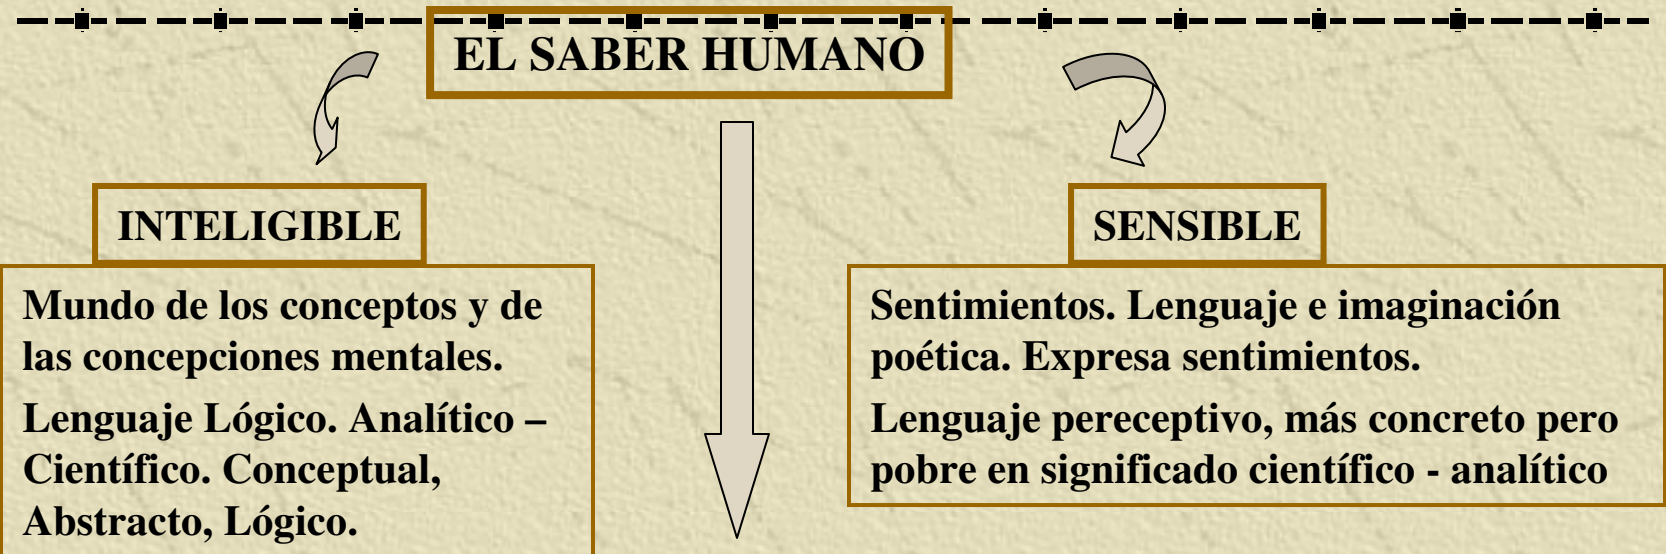 EL SABER HUMANO
INTELIGIBLE
Mundo de los conceptos y de
las concepciones mentales.
Lenguaje Lógico. Analítico –
Científico. Conceptual,
Abstracto, Lógico.
SENSIBLE
Sentimientos. Lenguaje e imaginación
poética. Expresa sentimientos.
Lenguaje pereceptivo, más concreto pero
pobre en significado científico - analítico